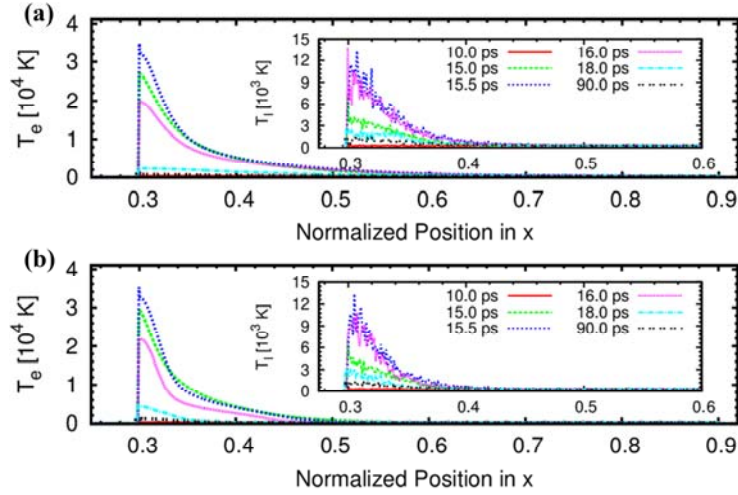 (a)
4
3
2
1
0
T_e [10^4 K]
15
12
9
6
3
0
T_i [10^3 K]
10.0 ps 16.0 ps
15.0 ps 18.0 ps
15.5 ps 90.0 ps
0.3 0.4 0.5 0.6
0.3 0.4 0.5 0.6 0.7 0.8 0.9
Normalized Position in x
(b)
4
3
2
1
0
T_e [10^4 K]
15
12
9
6
3
0
T_i [10^3 K]
10.0 ps 16.0 ps
15.0 ps 18.0 ps
15.5 ps 90.0 ps
0.3 0.4 0.5 0.6
0.3 0.4 0.5 0.6 0.7 0.8 0.9
Normalized Position in x